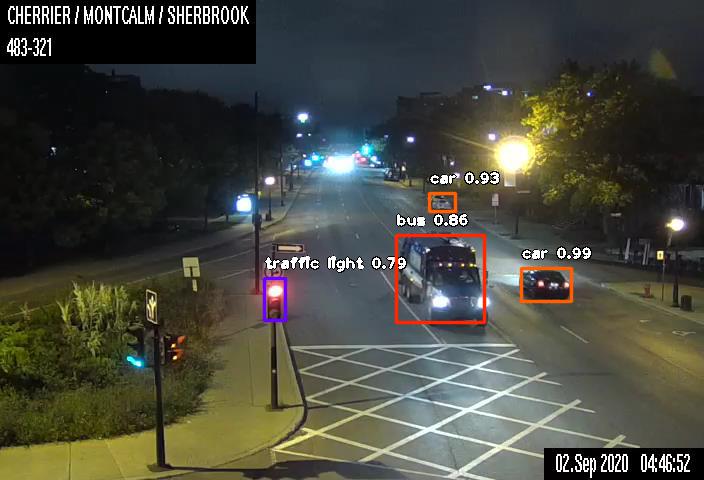 CHERRIER / MONTCALM / SHERBROOK
483-321
car 0.93
bus 0.86
car 0.99
traffic light 0.79
02.Sep 2020 04:46:52